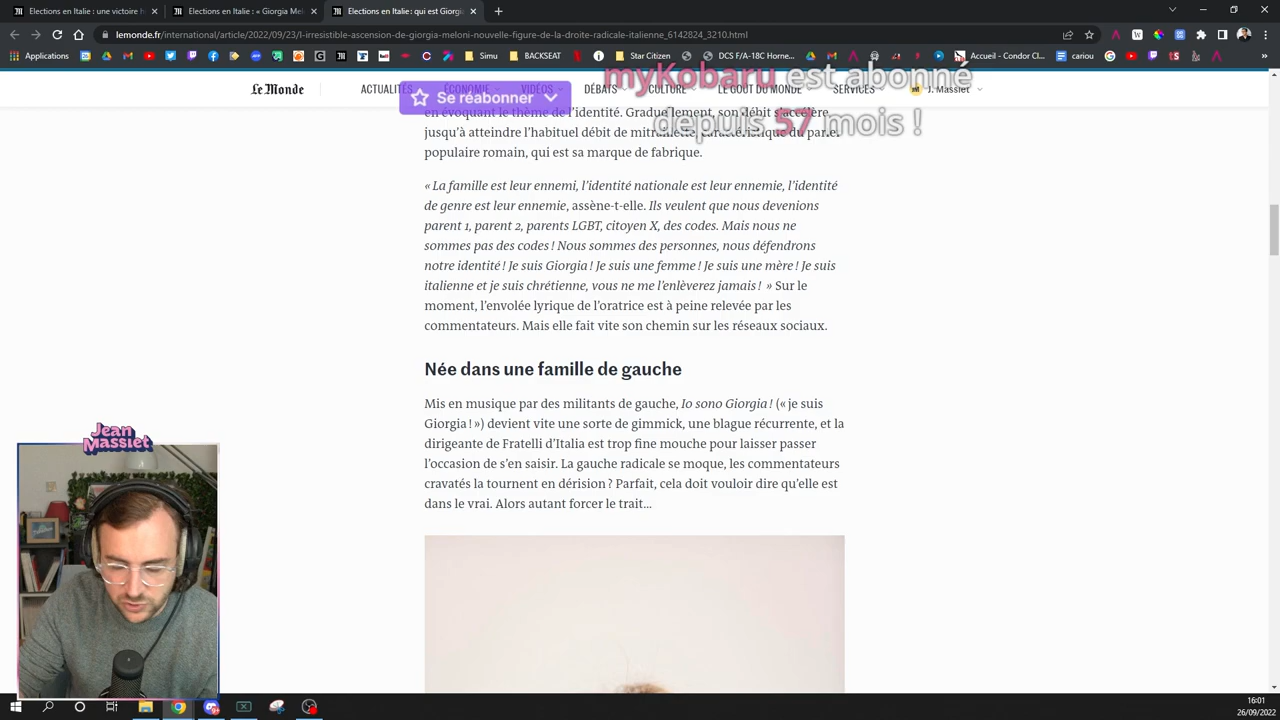 Elections en Italie : une victoire h
Elections en Italie : « Giorgia Mel
Elections en Italie : qui est Giorgi
lemonde.fr/international/article/2022/09/23/l-irresistible-ascension-de-giorgia-meloni-nouvelle-figure-de-la-droite-radicale-italienne_6142824_3210.html
Applications
Simu
BACKSEAT
Star Citizen
DCS F/A-18C Horne...
Accueil - Condor Cl...
cariou
Le Monde
ACTUALITÉS
ÉCONOMIE
VIDÉOS
DÉBATS
CULTURE
LE GOÛT DU MONDE
SERVICES
J. Massiet
Se réabonner
myKobaru est abonné
depuis 57 mois !
en évoquant le thème de l'identité. Graduellement, son débit s'accélère,
jusqu'à atteindre l'habituel débit de mitraillette, caractéristique du parler
populaire romain, qui est sa marque de fabrique.
« La famille est leur ennemi, l'identité nationale est leur ennemie, l'identité
de genre est leur ennemie, assène-t-elle. Ils veulent que nous devenions
parent 1, parent 2, parents LGBT, citoyen X, des codes. Mais nous ne
sommes pas des codes ! Nous sommes des personnes, nous défendrons
notre identité ! Je suis Giorgia ! Je suis une femme ! Je suis une mère ! Je suis
italienne et je suis chrétienne, vous ne me l'enlèverez jamais ! » Sur le
moment, l'envolée lyrique de l'oratrice est à peine relevée par les
commentateurs. Mais elle fait vite son chemin sur les réseaux sociaux.
Née dans une famille de gauche
Mis en musique par des militants de gauche, Io sono Giorgia ! (« je suis
Giorgia ! ») devient vite une sorte de gimmick, une blague récurrente, et la
dirigeante de Fratelli d'Italia est trop fine mouche pour laisser passer
l'occasion de s'en saisir. La gauche radicale se moque, les commentateurs
cravatés la tournent en dérision ? Parfait, cela doit vouloir dire qu'elle est
dans le vrai. Alors autant forcer le trait...
Jean
Massiet
16:01
26/09/2022